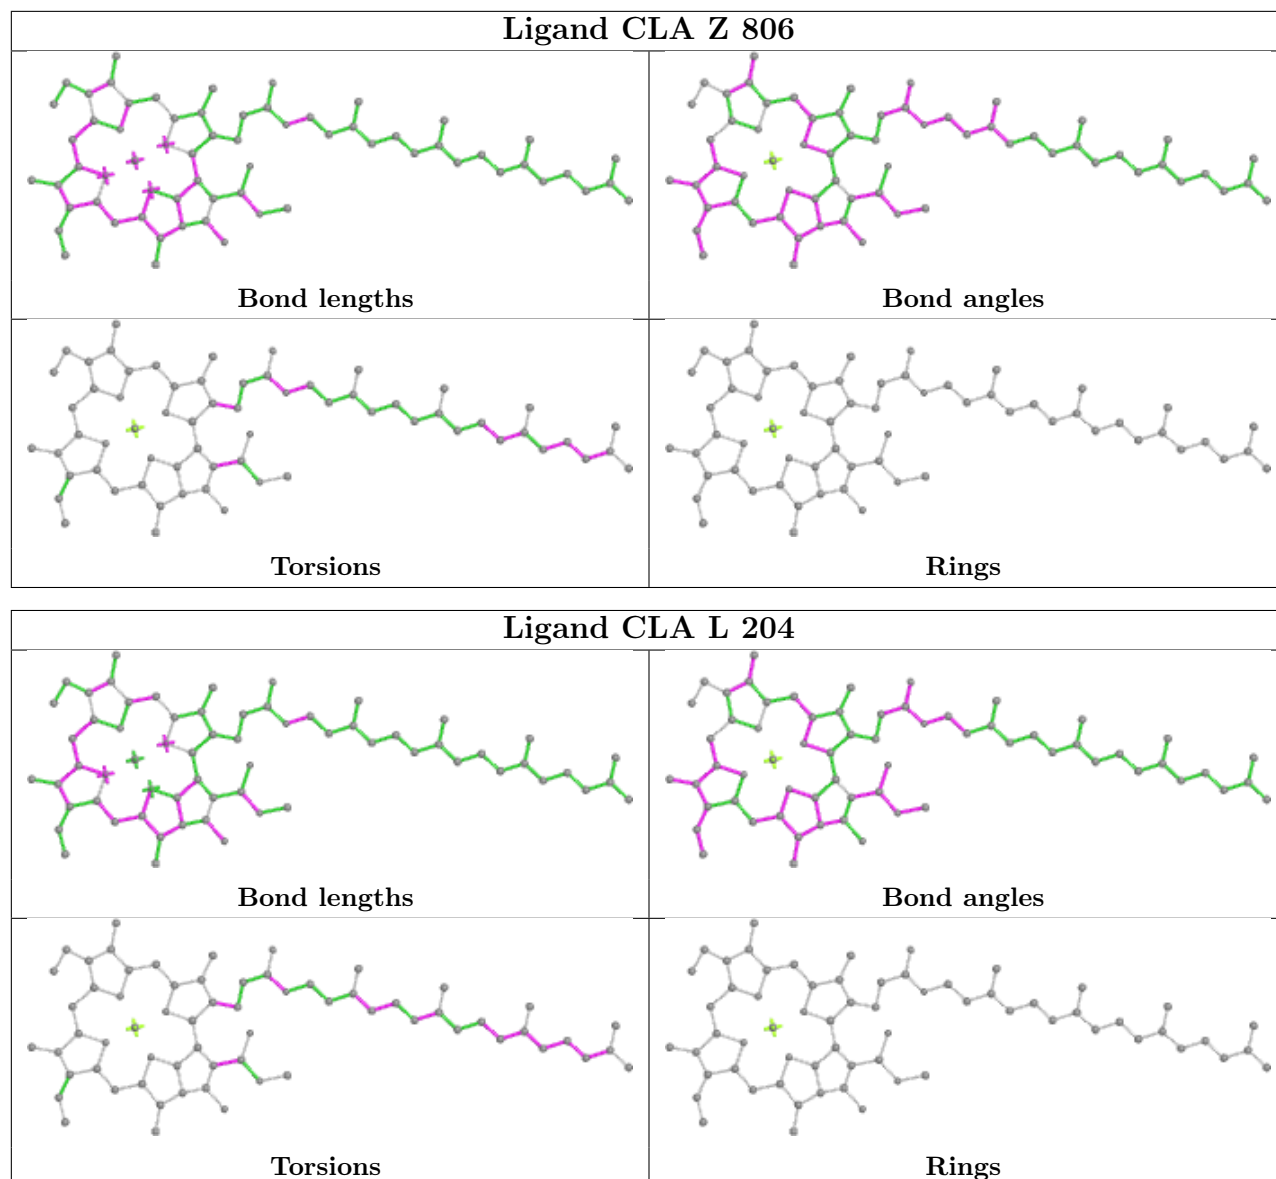 Ligand CLA Z 806
Bond lengths
Bond angles
Torsions
Rings
Ligand CLA L 204
Bond lengths
Bond angles
Torsions
Rings